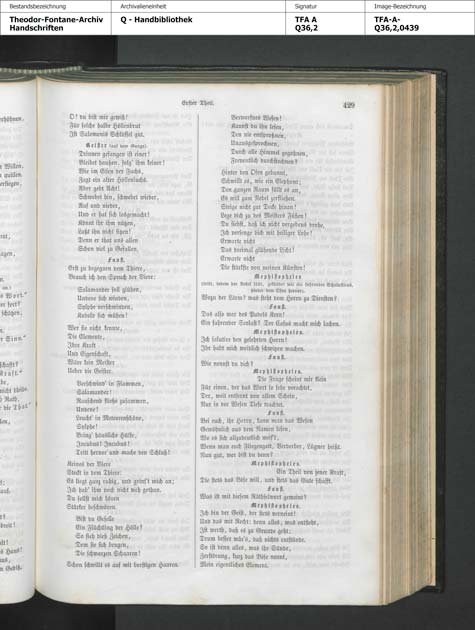 Bestandsbezeichnung
Archivalieneinheit
Signatur
Image-Bezeichnung
Theodor-Fontane-Archiv
Handschriften
Q - Handbibliothek
TFA A
Q36,2
TFA-A-
Q36,2,0439
Erster Theil.
429
O! du bist mir gewiß!
Für solche halbe Höllenbrut
Ist Salomonis Schlüssel gut.
Geister (auf dem Gange).
Drinnen gefangen ist einer!
Bleibet haußen, folg' ihm keiner!
Wie im Eisen der Fuchs,
Zagt ein alter Höllenluchs.
Aber gebt Acht!
Schwebet hin, schwebet wieder,
Auf und nieder,
Und er hat sich losgemacht!
Könnt ihr ihm nützen,
Laßt ihn nicht sitzen!
Denn er that uns allen
Schon viel zu Gefallen.
Faust.
Erst zu begegnen dem Thiere,
Brauch ich den Spruch der Viere:
Salamander soll glühen,
Undene sich winden,
Sylphe verschwinden,
Kobold sich mühen!
Wer sie nicht kennte,
Die Elemente,
Ihre Kraft
Und Eigenschaft,
Wäre kein Meister
Ueber die Geister.
Verschwind' in Flammen,
Salamander!
Rauschend fließe zusammen,
Undene!
Leucht' in Meteorenschöne,
Sylphe!
Bring' häusliche Hülfe,
Incubus! Incubus!
Tritt hervor und mache den Schluß!
Keines der Viere
Steckt in dem Thiere:
Es liegt ganz ruhig, und grins't mich an;
Ich hab' ihm noch nicht weh gethan.
Du sollst mich hören
Stärker beschwören.
Bist du Geselle
Ein Flüchtling der Hölle?
So sieh dieß Zeichen,
Dem sie sich beugen,
Die schwarzen Schaaren!
Schon schwillt es auf mit borstigen Haaren.
Verworfnes Wesen!
Kannst du ihn lesen,
Den nie entsproßnen,
Unausgesprochnen,
Durch alle Himmel gegoßnen,
Freventlich durchstochnen?
Hinter den Ofen gebannt,
Schwillt es, wie ein Elephant;
Den ganzen Raum füllt es an,
Es will zum Nebel zerfließen.
Steige nicht zur Decke hinan!
Lege dich zu des Meisters Füßen!
Du siehst, daß ich nicht vergebens drohe,
Ich versenge dich mit heiliger Lohe!
Erwarte nicht
Das dreimal glühende Licht!
Erwarte nicht
Die stärkste von meinen Künsten!
Mephistopheles
(tritt, indem der Nebel fällt, gekleidet wie ein fahrender Scholasticus,
hinter dem Ofen hervor).
Wozu der Lärm? was steht dem Herrn zu Diensten?
Faust.
Das also war des Pudels Kern!
Ein fahrender Scolast? Der Casus macht mich lachen.
Mephistopheles.
Ich salutire den gelehrten Herrn!
Ihr habt mich weidlich schwitzen machen.
Faust.
Wie nennst du dich?
Mephistopheles.
Die Frage scheint mir klein
Für einen, der das Wort so sehr verachtet,
Der, weit entfernt von allem Schein,
Nur in der Wesen Tiefe trachtet.
Faust.
Bei euch, ihr Herrn, kann man das Wesen
Gewöhnlich aus dem Namen lesen,
Wo es sich allzudeutlich weis't,
Wenn man euch Fliegengott, Verderber, Lügner heißt.
Nun gut, wer bist du denn?
Mephistopheles.
Ein Theil von jener Kraft,
Die stets das Böse will, und stets das Gute schafft.
Faust.
Was ist mit diesem Räthselwort gemeint?
Mephistopheles.
Ich bin der Geist, der stets verneint!
Und das mit Recht: denn alles, was entsteht,
Ist werth, daß es zu Grunde geht;
Drum besser wär's, daß nichts entstünde.
So ist denn alles, was ihr Sünde,
Zerstörung, kurz das Böse nennt,
Mein eigentliches Element.